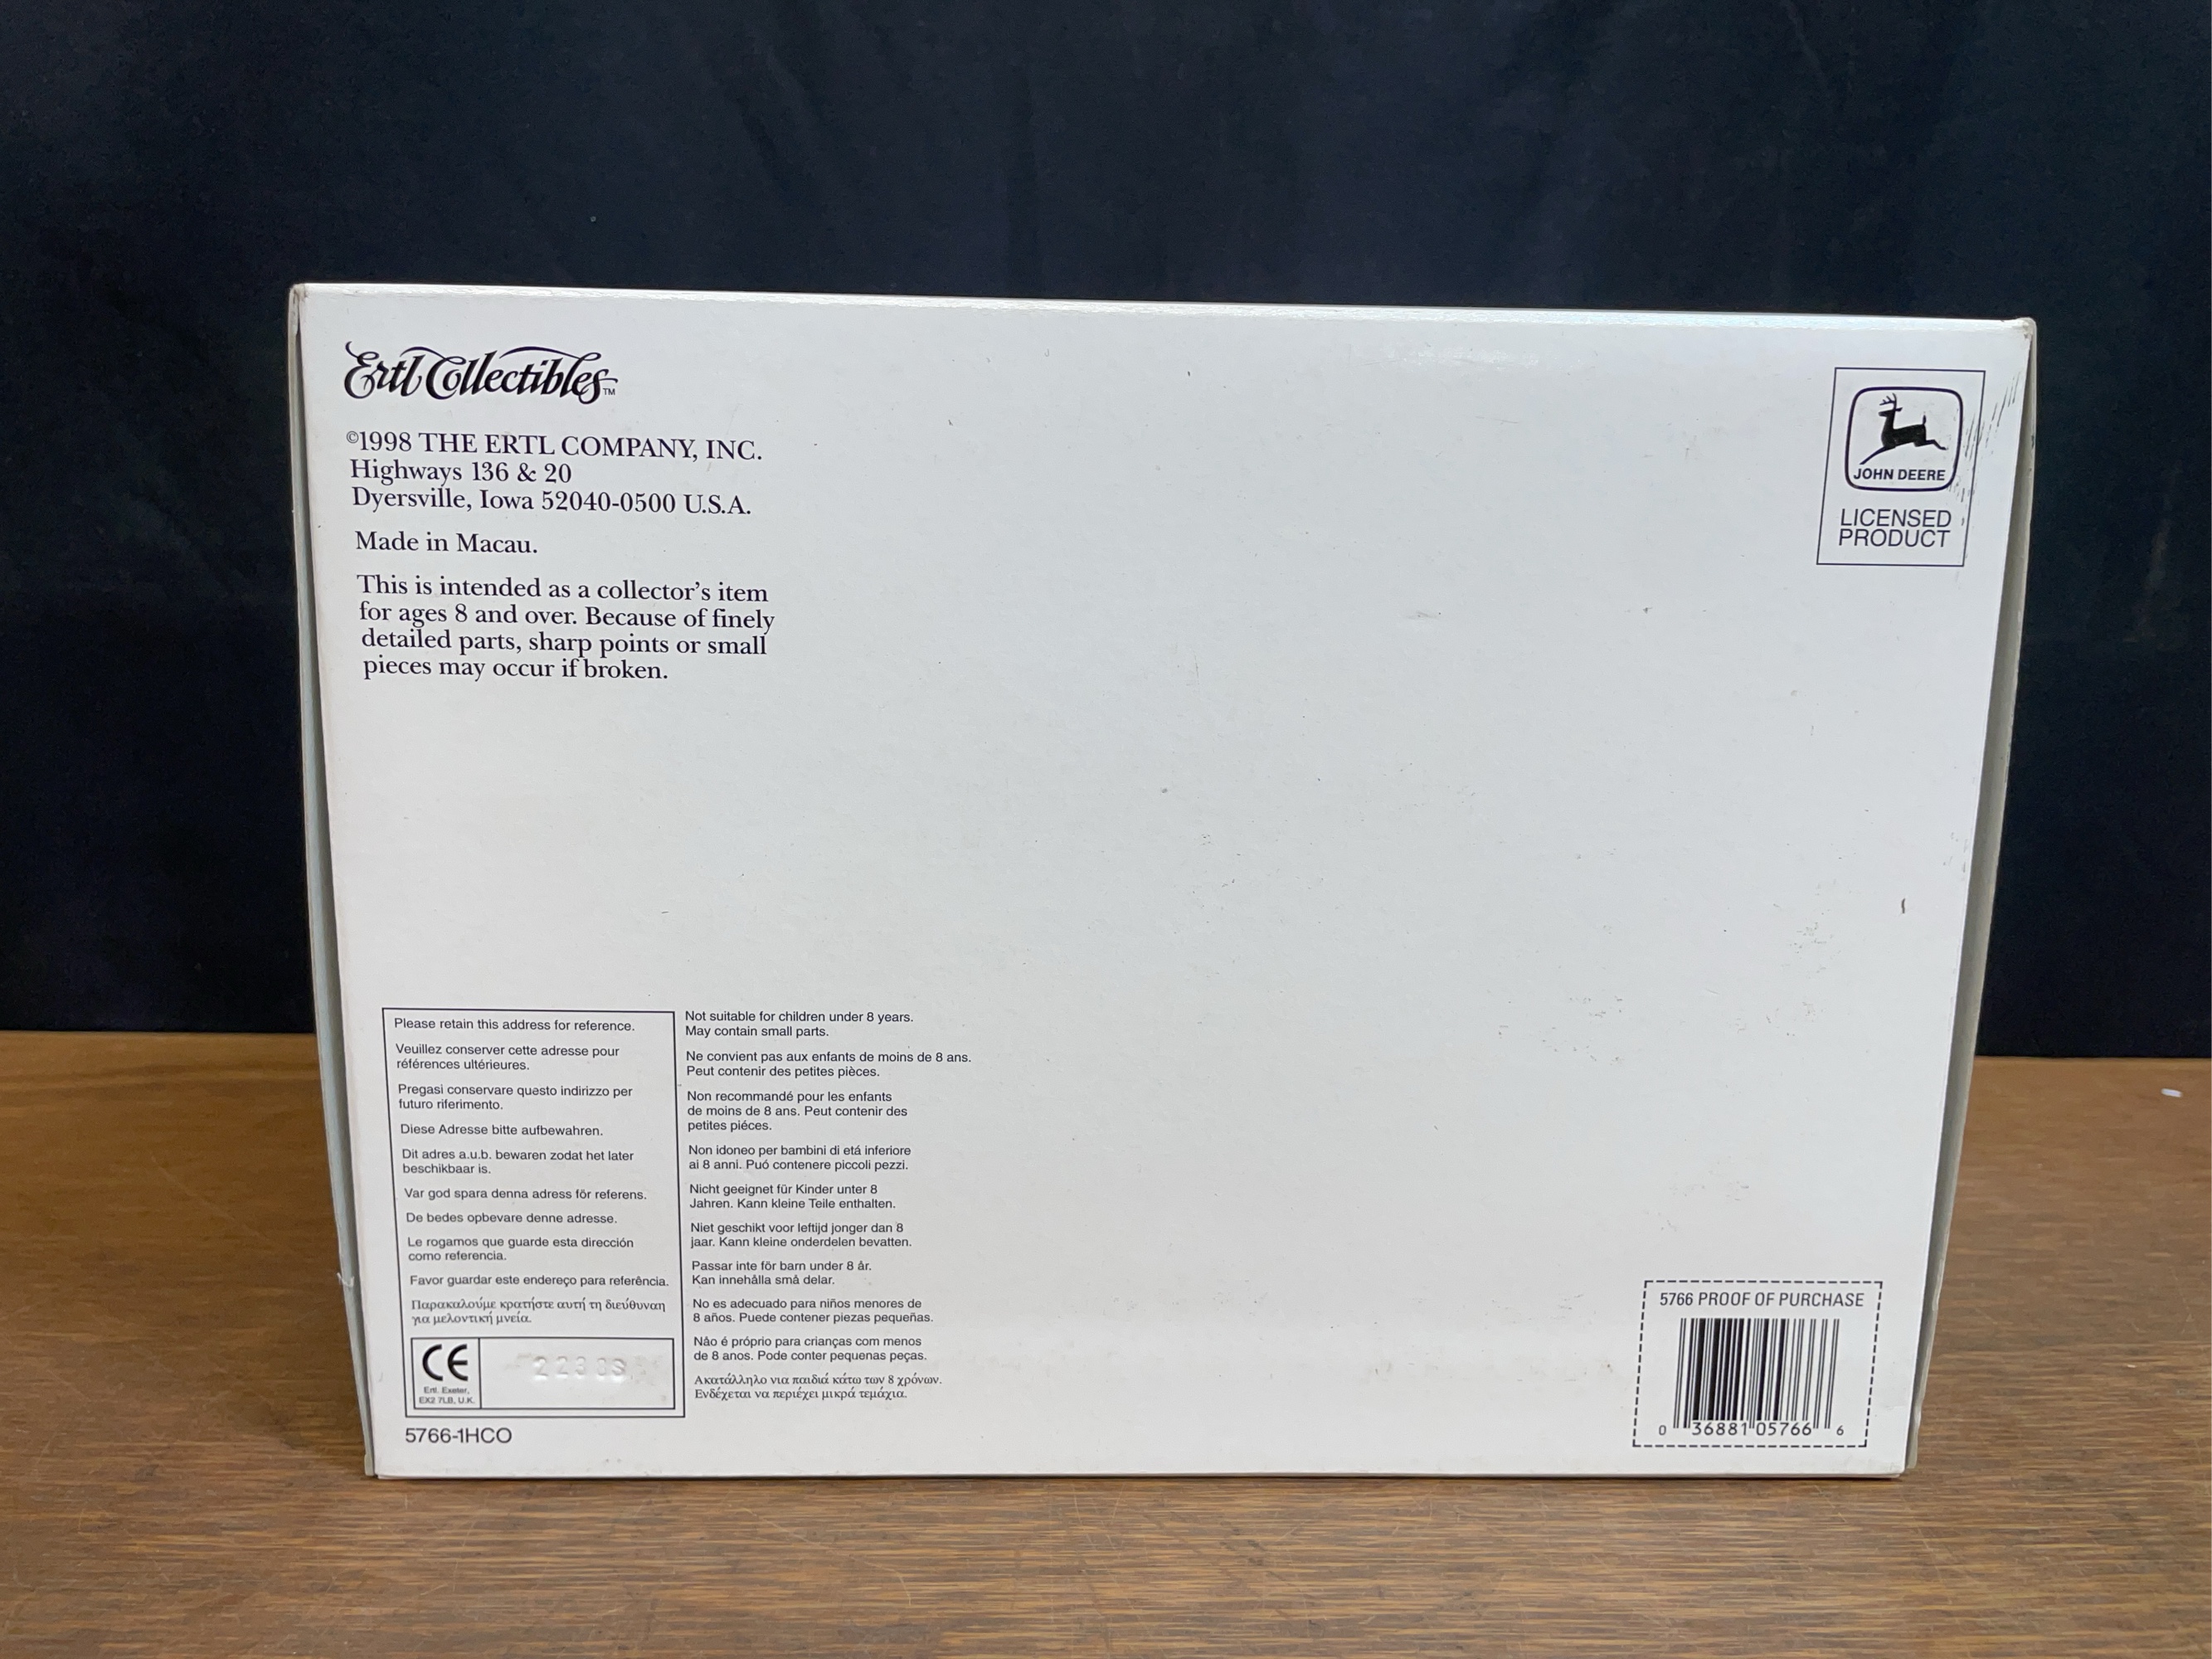 Ertl Collectibles™
©1998 THE ERTL COMPANY, INC.
Highways 136 & 20
Dyersville, Iowa 52040-0500 U.S.A.
Made in Macau.
This is intended as a collector's item
for ages 8 and over. Because of finely
detailed parts, sharp points or small
pieces may occur if broken.
JOHN DEERE
LICENSED
PRODUCT
Please retain this address for reference.
Veuillez conserver cette adresse pour
références ultérieures.
Pregasi conservare questo indirizzo per
futuro riferimento.
Diese Adresse bitte aufbewahren.
Dit adres a.u.b. bewaren zodat het later
beschikbaar is.
Var god spara denna adress för referens.
De bedes opbevare denne adresse.
Le rogamos que guarde esta dirección
como referencia.
Favor guardar este endereço para referência.
Παρακαλούμε κρατήστε αυτή τη διεύθυναη
για μελοντική μνεία.
CE
Ertl. Exeter,
EX2 7LB, U.K.
5766-1HCO
Not suitable for children under 8 years.
May contain small parts.
Ne convient pas aux enfants de moins de 8 ans.
Peut contenir des petites pièces.
Non recommandé pour les enfants
de moins de 8 ans. Peut contenir des
petites piéces.
Non idoneo per bambini di etá inferiore
ai 8 anni. Puó contenere piccoli pezzi.
Nicht geeignet für Kinder unter 8
Jahren. Kann kleine Teile enthalten.
Niet geschikt voor leftijd jonger dan 8
jaar. Kann kleine onderdelen bevatten.
Passar inte för barn under 8 år.
Kan innehålla små delar.
No es adecuado para niños menores de
8 años. Puede contener piezas pequeñas.
Não é próprio para crianças com menos
de 8 anos. Pode conter pequenas peças.
Ακατάλληλο για παιδιά κάτω των 8 χρόνων.
Ενδέχεται να περιέχει μικρά τεμάχια.
5766 PROOF OF PURCHASE
0 36881 05766 6